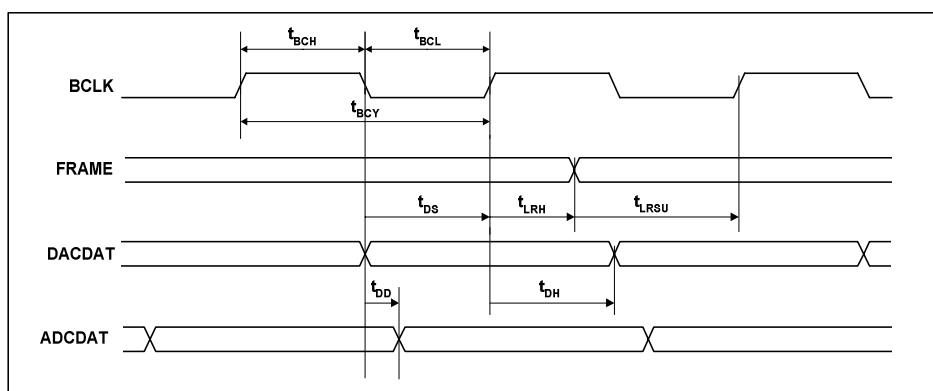 tBCH
tBCL
BCLK
tBCY
FRAME
tDS
tLRH
tLRSU
DACDAT
tDD
tDH
ADCDAT